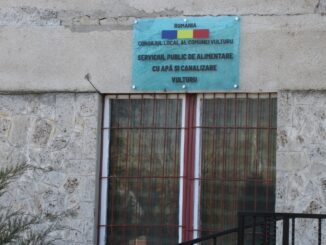 ROMÂNIA
CONSILIUL LOCAL AL COMUNEI VULTURU
SERVICIUL PUBLIC DE ALIMENTARE
CU APĂ ȘI CANALIZARE
VULTURU